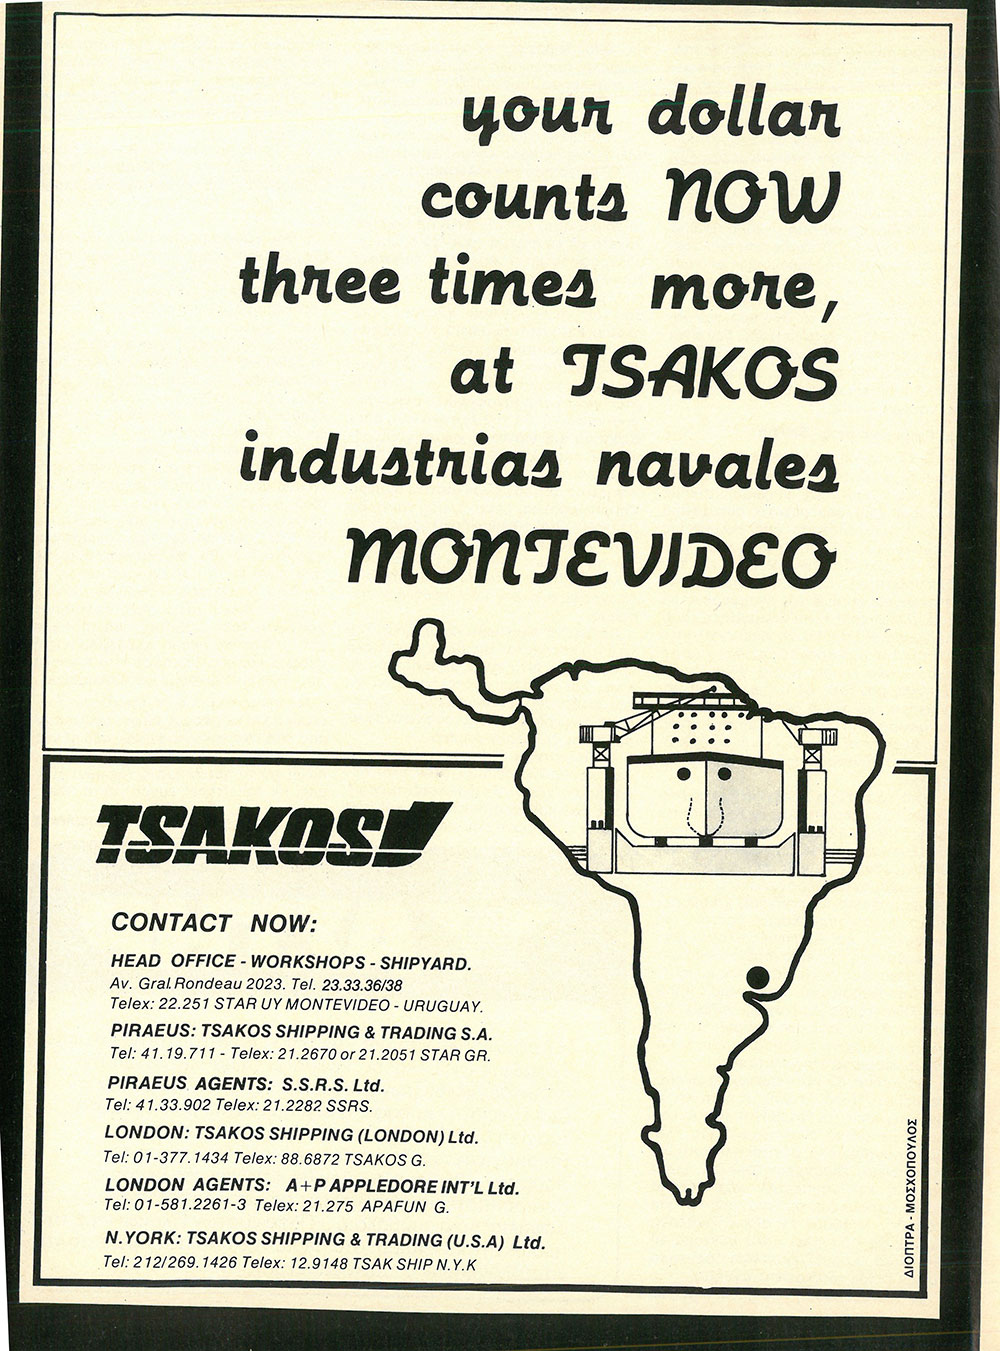 your dollar
counts NOW
three times more,
at TSAKOS
industrias navales
MONTEVIDEO
TSAKOS
CONTACT NOW:
HEAD OFFICE - WORKSHOPS - SHIPYARD.
Av. Gral. Rondeau 2023. Tel. 23.33.36/38
Telex: 22.251 STAR UY MONTEVIDEO - URUGUAY.
PIRAEUS: TSAKOS SHIPPING & TRADING S.A.
Tel: 41.19.711 - Telex: 21.2670 or 21.2051 STAR GR.
PIRAEUS AGENTS: S.S.R.S. Ltd.
Tel: 41.33.902 Telex: 21.2282 SSRS.
LONDON: TSAKOS SHIPPING (LONDON) Ltd.
Tel: 01-377.1434 Telex: 88.6872 TSAKOS G.
LONDON AGENTS: A+P APPLEDORE INT'L Ltd.
Tel: 01-581.2261-3 Telex: 21.275 APAFUN G.
N.YORK: TSAKOS SHIPPING & TRADING (U.S.A) Ltd.
Tel: 212/269.1426 Telex: 12.9148 TSAK SHIP N.Y.K
ΔΙΟΠΤΡΑ - ΜΟΣΧΟΠΟΥΛΟΣ